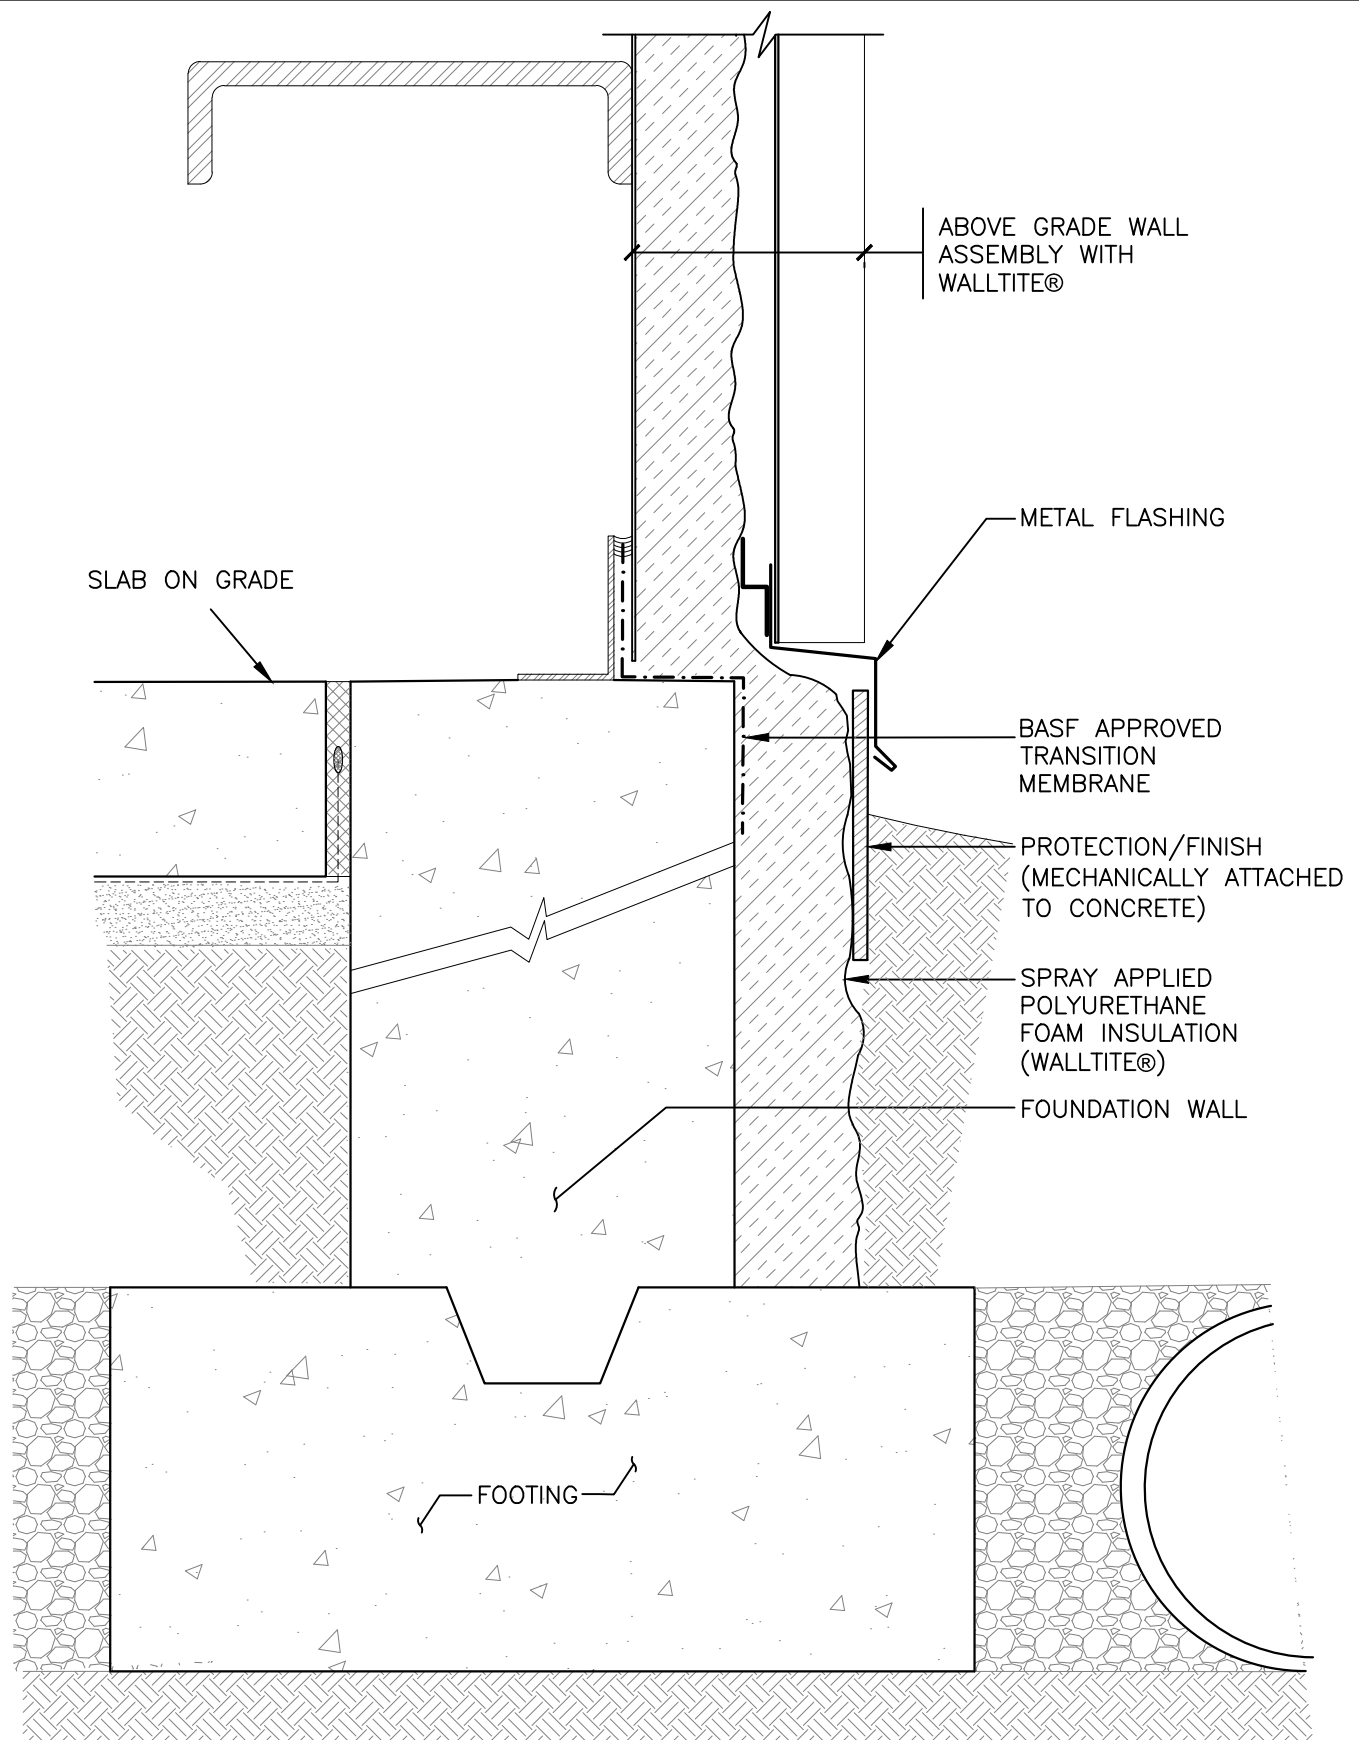 ABOVE GRADE WALL
ASSEMBLY WITH
WALLTITE®
METAL FLASHING
SLAB ON GRADE
BASF APPROVED
TRANSITION
MEMBRANE
PROTECTION/FINISH
(MECHANICALLY ATTACHED
TO CONCRETE)
SPRAY APPLIED
POLYURETHANE
FOAM INSULATION
(WALLTITE®)
FOUNDATION WALL
FOOTING